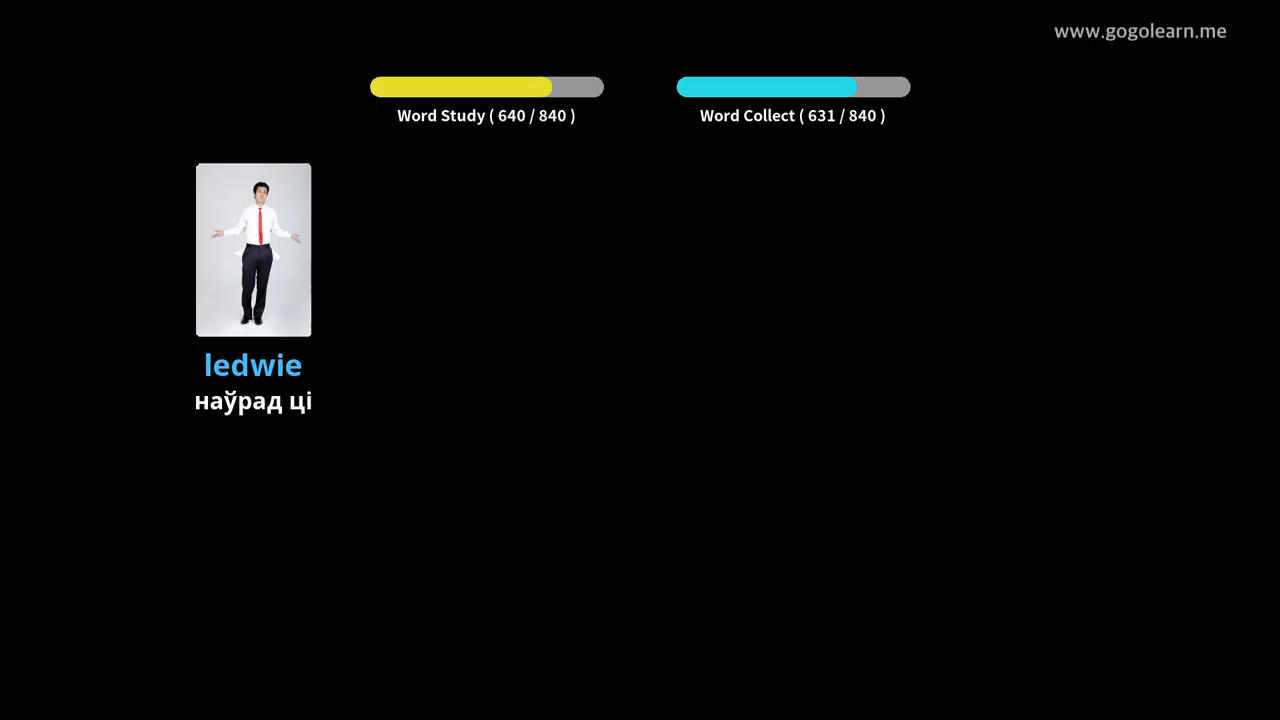 www.gogolearn.me
Word Study ( 640 / 840 )
Word Collect ( 631 / 840 )
ledwie
наўрад ці